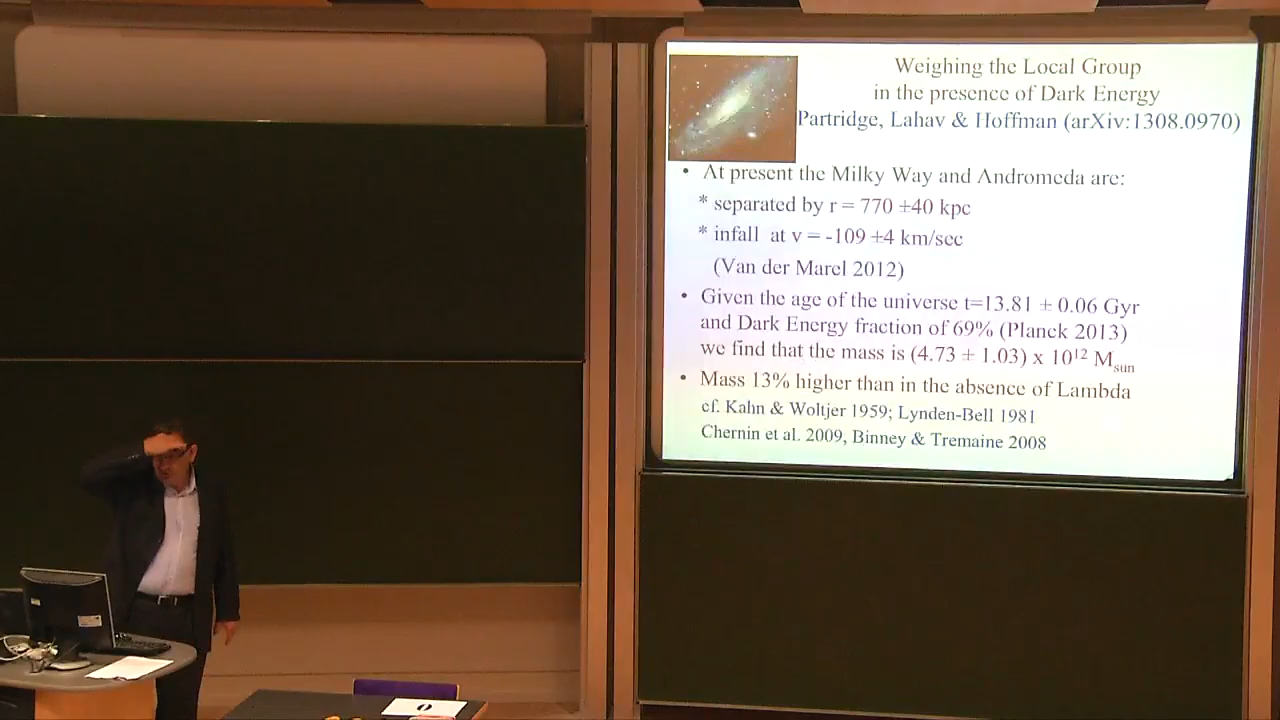 Weighing the Local Group
in the presence of Dark Energy
Partridge, Lahav & Hoffman (arXiv:1308.0970)
• At present the Milky Way and Andromeda are:
* separated by r = 770 ±40 kpc
* infall at v = -109 ±4 km/sec
(Van der Marel 2012)
• Given the age of the universe t=13.81 ± 0.06 Gyr
and Dark Energy fraction of 69% (Planck 2013)
we find that the mass is (4.73 ± 1.03) x 10¹² M_sun
• Mass 13% higher than in the absence of Lambda
cf. Kahn & Woltjer 1959; Lynden-Bell 1981
Chernin et al. 2009, Binney & Tremaine 2008